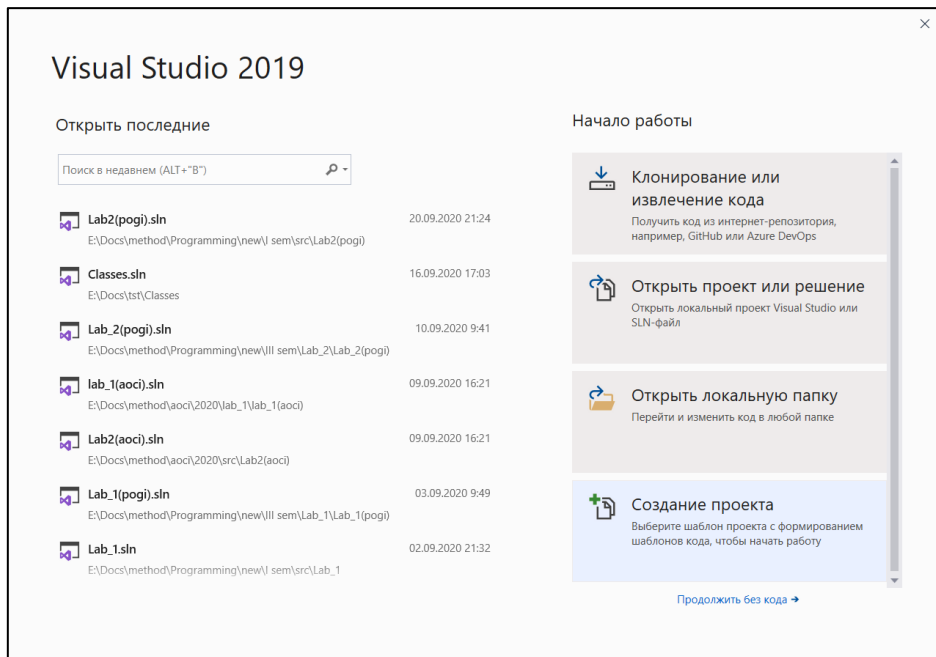 Visual Studio 2019
Открыть последние
Поиск в недавнем (ALT+"В")
Lab2(pogi).sln 20.09.2020 21:24
E:\Docs\method\Programming\new\I sem\src\Lab2(pogi)
Classes.sln 16.09.2020 17:03
E:\Docs\tst\Classes
Lab_2(pogi).sln 10.09.2020 9:41
E:\Docs\method\Programming\new\III sem\Lab_2\Lab_2(pogi)
lab_1(aoci).sln 09.09.2020 16:21
E:\Docs\method\aoci\2020\lab_1\lab_1(aoci)
Lab2(aoci).sln 09.09.2020 16:21
E:\Docs\method\aoci\2020\src\Lab2(aoci)
Lab_1(pogi).sln 03.09.2020 9:49
E:\Docs\method\Programming\new\III sem\Lab_1\Lab_1(pogi)
Lab_1.sln 02.09.2020 21:32
E:\Docs\method\Programming\new\I sem\src\Lab_1
Начало работы
Клонирование или
извлечение кода
Получить код из интернет-репозитория,
например, GitHub или Azure DevOps
Открыть проект или решение
Открыть локальный проект Visual Studio или
SLN-файл
Открыть локальную папку
Перейти и изменить код в любой папке
Создание проекта
Выберите шаблон проекта с формированием
шаблонов кода, чтобы начать работу
Продолжить без кода →